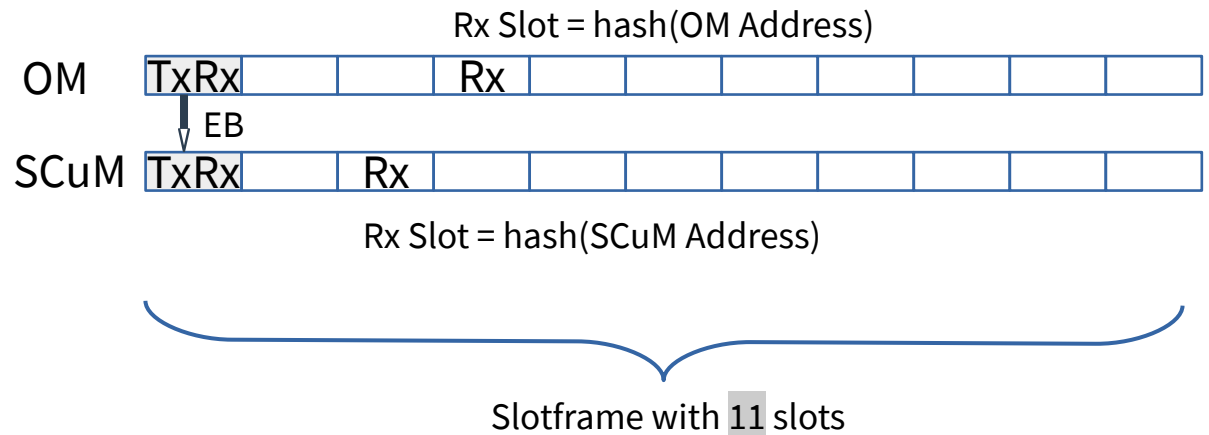 Rx Slot = hash(OM Address)
OM TxRx Rx
EB
SCuM TxRx Rx
Rx Slot = hash(SCuM Address)
Slotframe with 11 slots